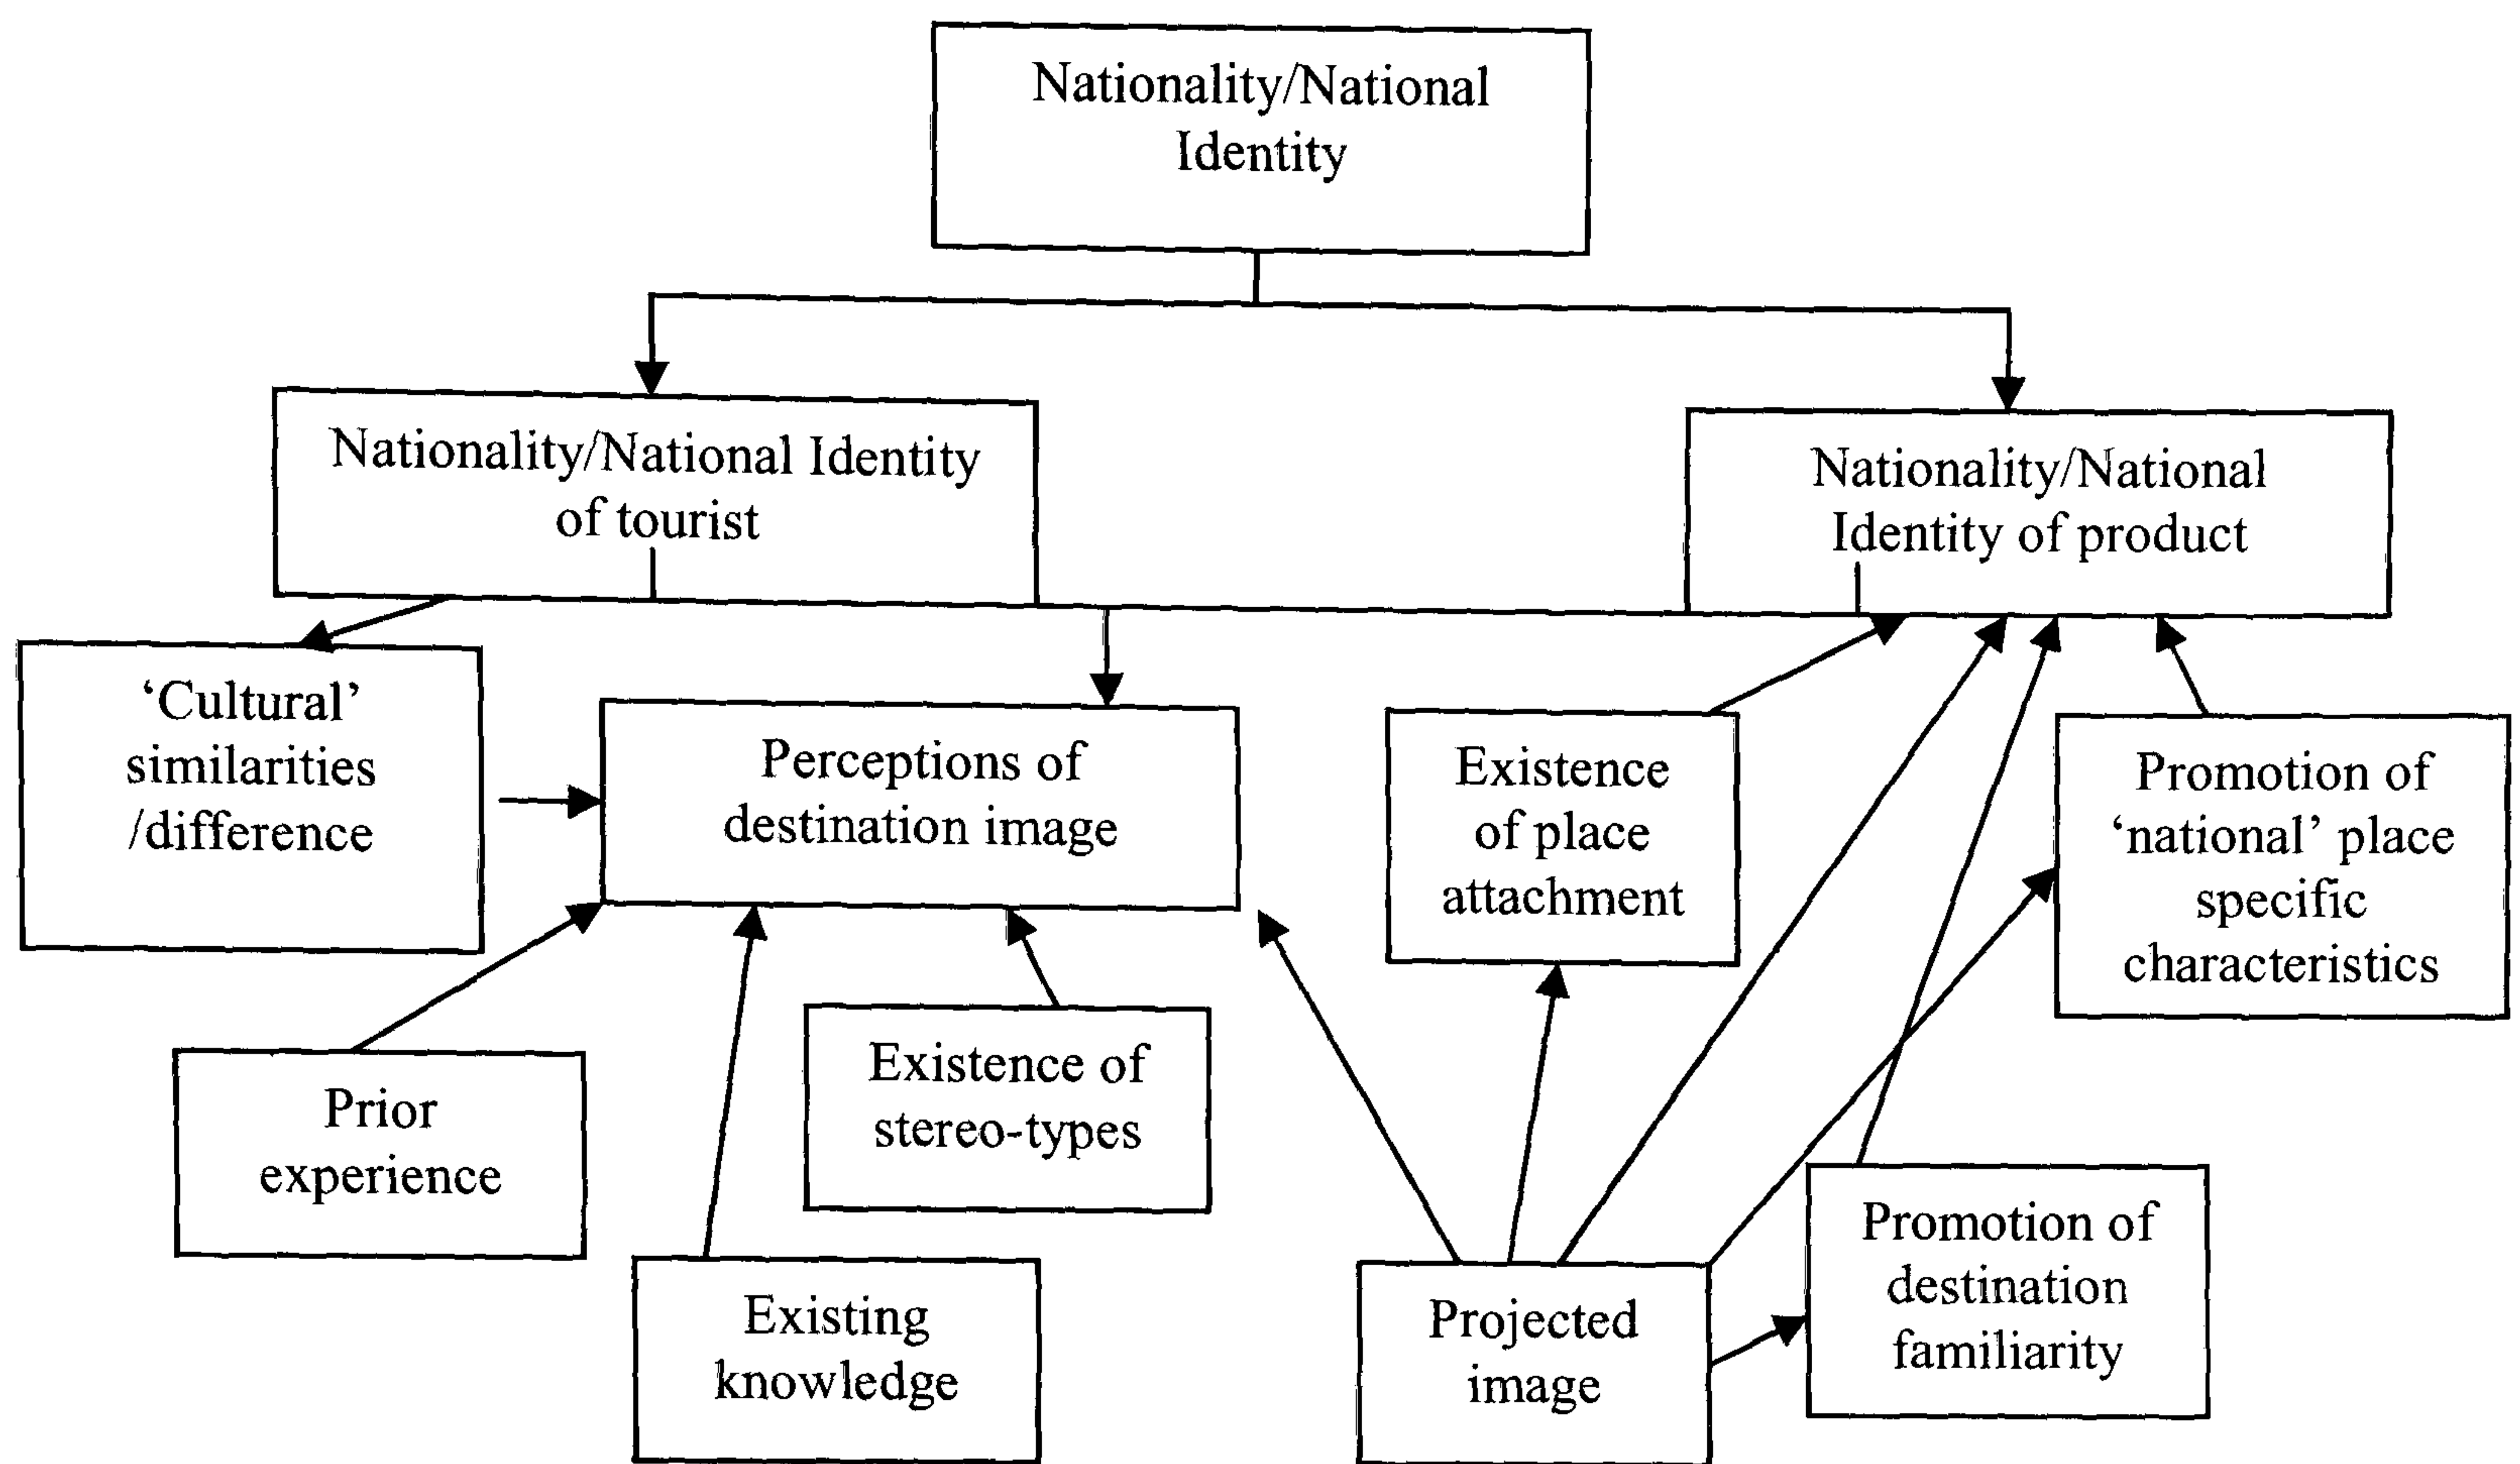 Nationality/National
Identity
Nationality/National Identity
of tourist
Nationality/National
Identity of product
‘Cultural’
similarities
/difference
Perceptions of
destination image
Existence
of place
attachment
Promotion of
‘national’ place
specific
characteristics
Prior
experience
Existence of
stereo-types
Existing
knowledge
Projected
image
Promotion of
destination
familiarity